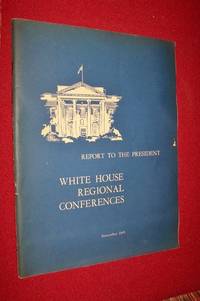 REPORT TO THE PRESIDENT
WHITE HOUSE
REGIONAL
CONFERENCES